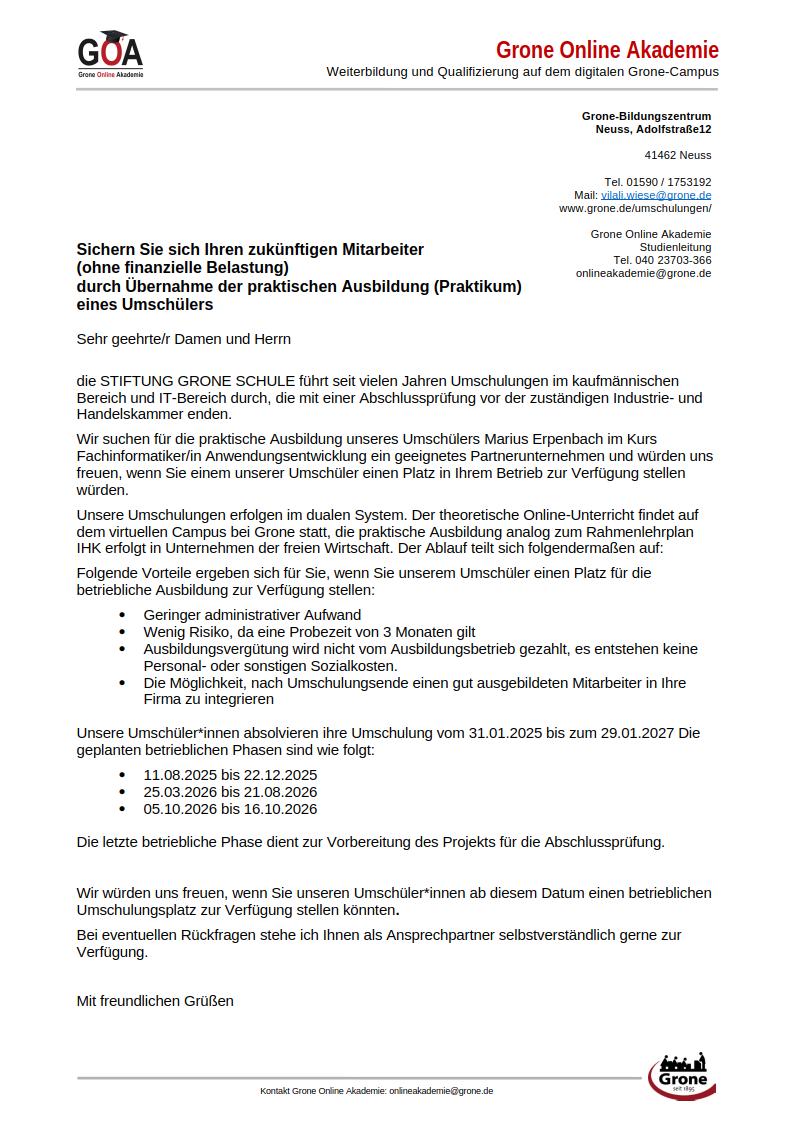 GOA
Grone Online Akademie
Grone Online Akademie
Weiterbildung und Qualifizierung auf dem digitalen Grone-Campus
Grone-Bildungszentrum
Neuss, Adolfstraße12
41462 Neuss
Tel. 01590 / 1753192
Mail: vilali.wiese@grone.de
www.grone.de/umschulungen/
Grone Online Akademie
Studienleitung
Tel. 040 23703-366
onlineakademie@grone.de
Sichern Sie sich Ihren zukünftigen Mitarbeiter
(ohne finanzielle Belastung)
durch Übernahme der praktischen Ausbildung (Praktikum)
eines Umschülers
Sehr geehrte/r Damen und Herrn
die STIFTUNG GRONE SCHULE führt seit vielen Jahren Umschulungen im kaufmännischen
Bereich und IT-Bereich durch, die mit einer Abschlussprüfung vor der zuständigen Industrie- und
Handelskammer enden.
Wir suchen für die praktische Ausbildung unseres Umschülers Marius Erpenbach im Kurs
Fachinformatiker/in Anwendungsentwicklung ein geeignetes Partnerunternehmen und würden uns
freuen, wenn Sie einem unserer Umschüler einen Platz in Ihrem Betrieb zur Verfügung stellen
würden.
Unsere Umschulungen erfolgen im dualen System. Der theoretische Online-Unterricht findet auf
dem virtuellen Campus bei Grone statt, die praktische Ausbildung analog zum Rahmenlehrplan
IHK erfolgt in Unternehmen der freien Wirtschaft. Der Ablauf teilt sich folgendermaßen auf:
Folgende Vorteile ergeben sich für Sie, wenn Sie unserem Umschüler einen Platz für die
betriebliche Ausbildung zur Verfügung stellen:
• Geringer administrativer Aufwand
• Wenig Risiko, da eine Probezeit von 3 Monaten gilt
• Ausbildungsvergütung wird nicht vom Ausbildungsbetrieb gezahlt, es entstehen keine
Personal- oder sonstigen Sozialkosten.
• Die Möglichkeit, nach Umschulungsende einen gut ausgebildeten Mitarbeiter in Ihre
Firma zu integrieren
Unsere Umschüler*innen absolvieren ihre Umschulung vom 31.01.2025 bis zum 29.01.2027 Die
geplanten betrieblichen Phasen sind wie folgt:
• 11.08.2025 bis 22.12.2025
• 25.03.2026 bis 21.08.2026
• 05.10.2026 bis 16.10.2026
Die letzte betriebliche Phase dient zur Vorbereitung des Projekts für die Abschlussprüfung.
Wir würden uns freuen, wenn Sie unseren Umschüler*innen ab diesem Datum einen betrieblichen
Umschulungsplatz zur Verfügung stellen könnten.
Bei eventuellen Rückfragen stehe ich Ihnen als Ansprechpartner selbstverständlich gerne zur
Verfügung.
Mit freundlichen Grüßen
Kontakt Grone Online Akademie: onlineakademie@grone.de
Grone
seit 1895